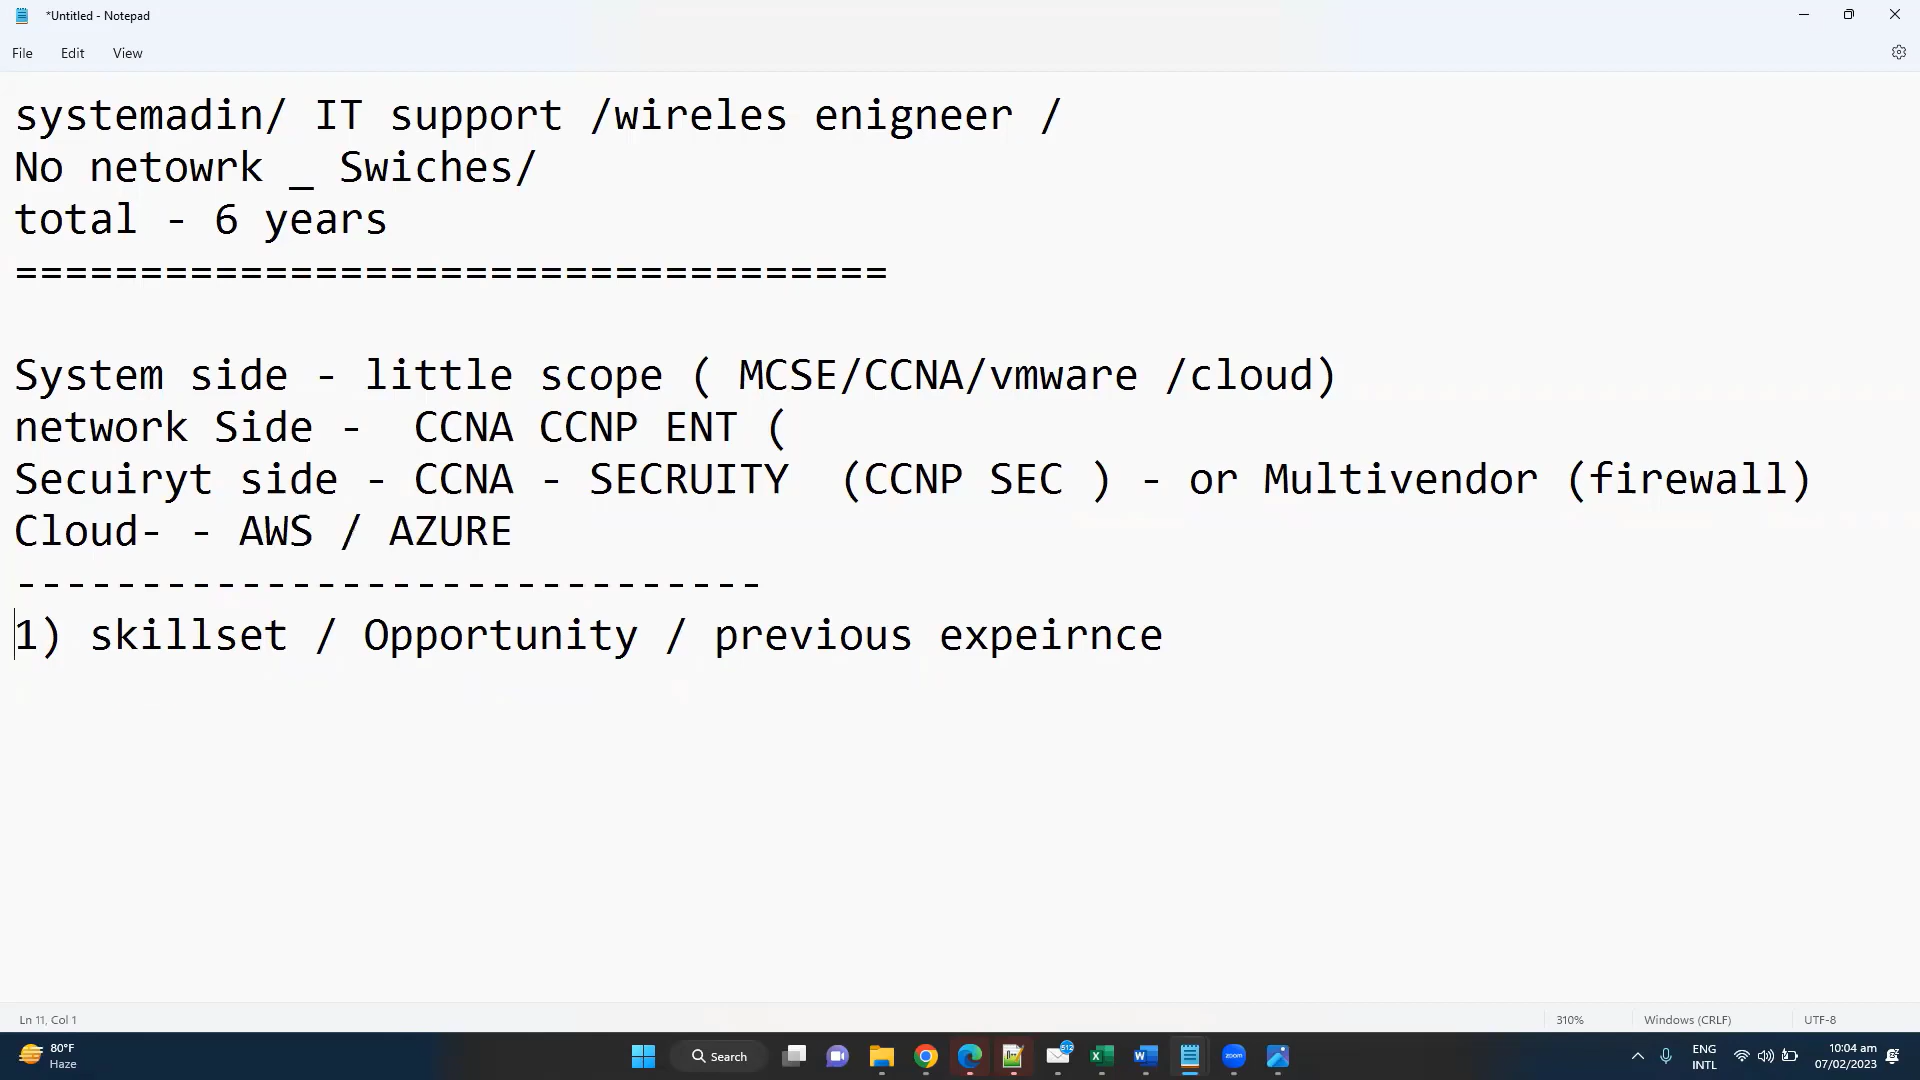 *Untitled - Notepad
File Edit View
systemadin/ IT support /wireles enigneer /
No netowrk _ Swiches/
total - 6 years
===================================
System side - little scope ( MCSE/CCNA/vmware /cloud)
network Side -  CCNA CCNP ENT (
Secuiryt side - CCNA - SECRUITY  (CCNP SEC ) - or Multivendor (firewall)
Cloud- - AWS / AZURE
------------------------------
1) skillset / Opportunity / previous expeirnce
Ln 11, Col 1 310% Windows (CRLF) UTF-8
80°F
Haze
Search
512
zoom
ENG
INTL
10:04 am
07/02/2023